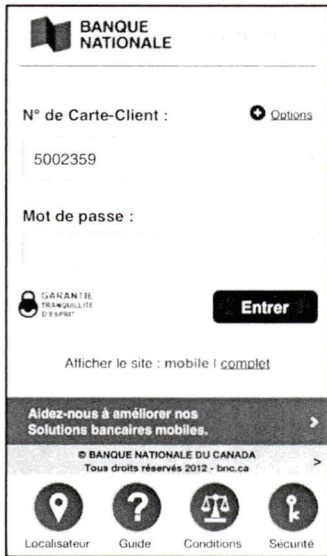 BANQUE
NATIONALE
N° de Carte-Client :
Options
5002359
Mot de passe :
GARANTIE
TRANQUILLITÉ
D'ESPRIT
Entrer
Afficher le site : mobile | complet
Aidez-nous à améliorer nos
Solutions bancaires mobiles. >
© BANQUE NATIONALE DU CANADA
Tous droits réservés 2012 - bnc.ca >
Localisateur Guide Conditions Sécurité